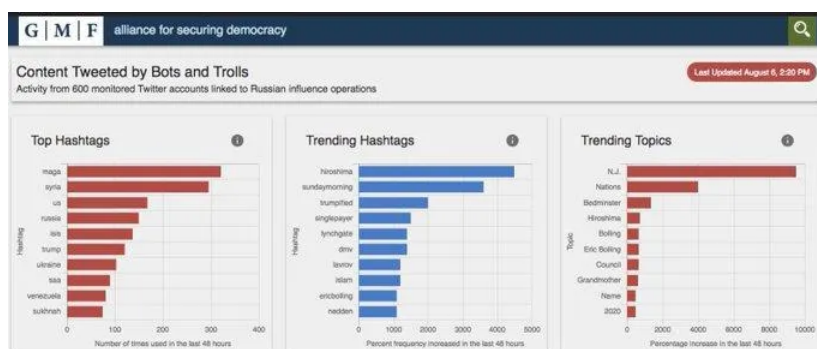 G | M | F alliance for securing democracy
Content Tweeted by Bots and Trolls
Last Updated August 6, 2:20 PM
Activity from 600 monitored Twitter accounts linked to Russian influence operations
Top Hashtags
maga
syria
us
russia
isis
trump
ukraine
saa
venezuela
sukhnah
Hashtag
0 100 200 300 400
Number of times used in the last 48 hours
Trending Hashtags
hiroshima
sundaymorning
trumpified
singlepayer
lynchgate
dmv
lavrov
islam
ericbolling
nedden
Hashtag
0 1000 2000 3000 4000 5000
Percent frequency increased in the last 48 hours
Trending Topics
N.J.
Nations
Bedminster
Hiroshima
Bolling
Eric Bolling
Council
Grandmother
Name
2020
Topic
0 2000 4000 6000 8000 10000
Percentage increase in the last 48 hours